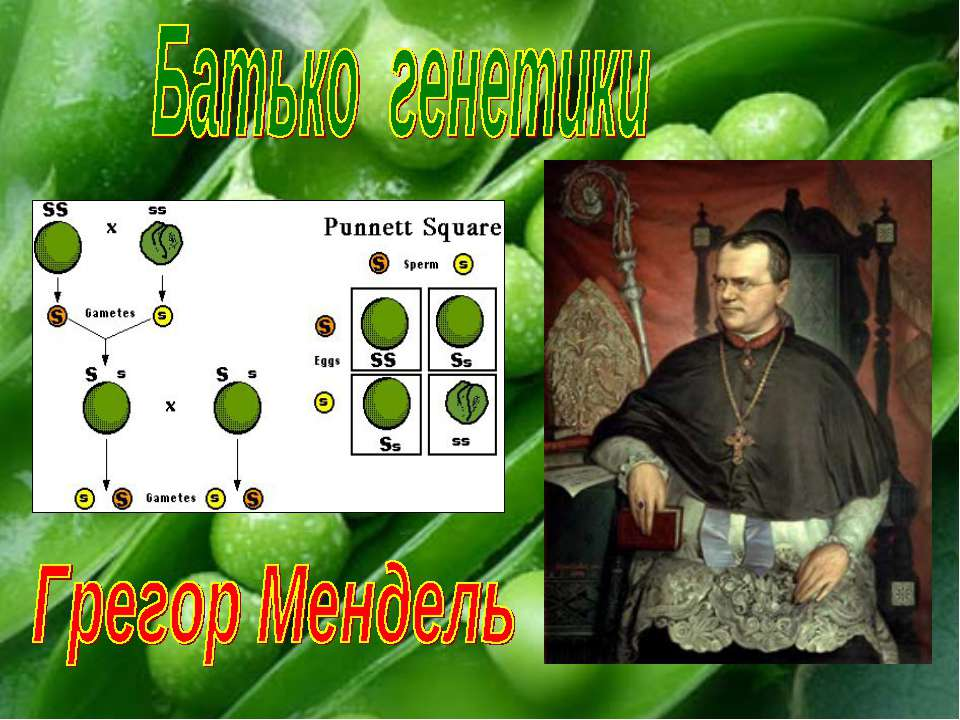 Батько генетики
SS x ss
Punnett Square
S Sperm s
S Gametes s
S
Eggs
SS Ss
S s x S s
s
Ss ss
s S Gametes s S
Грегор Мендель